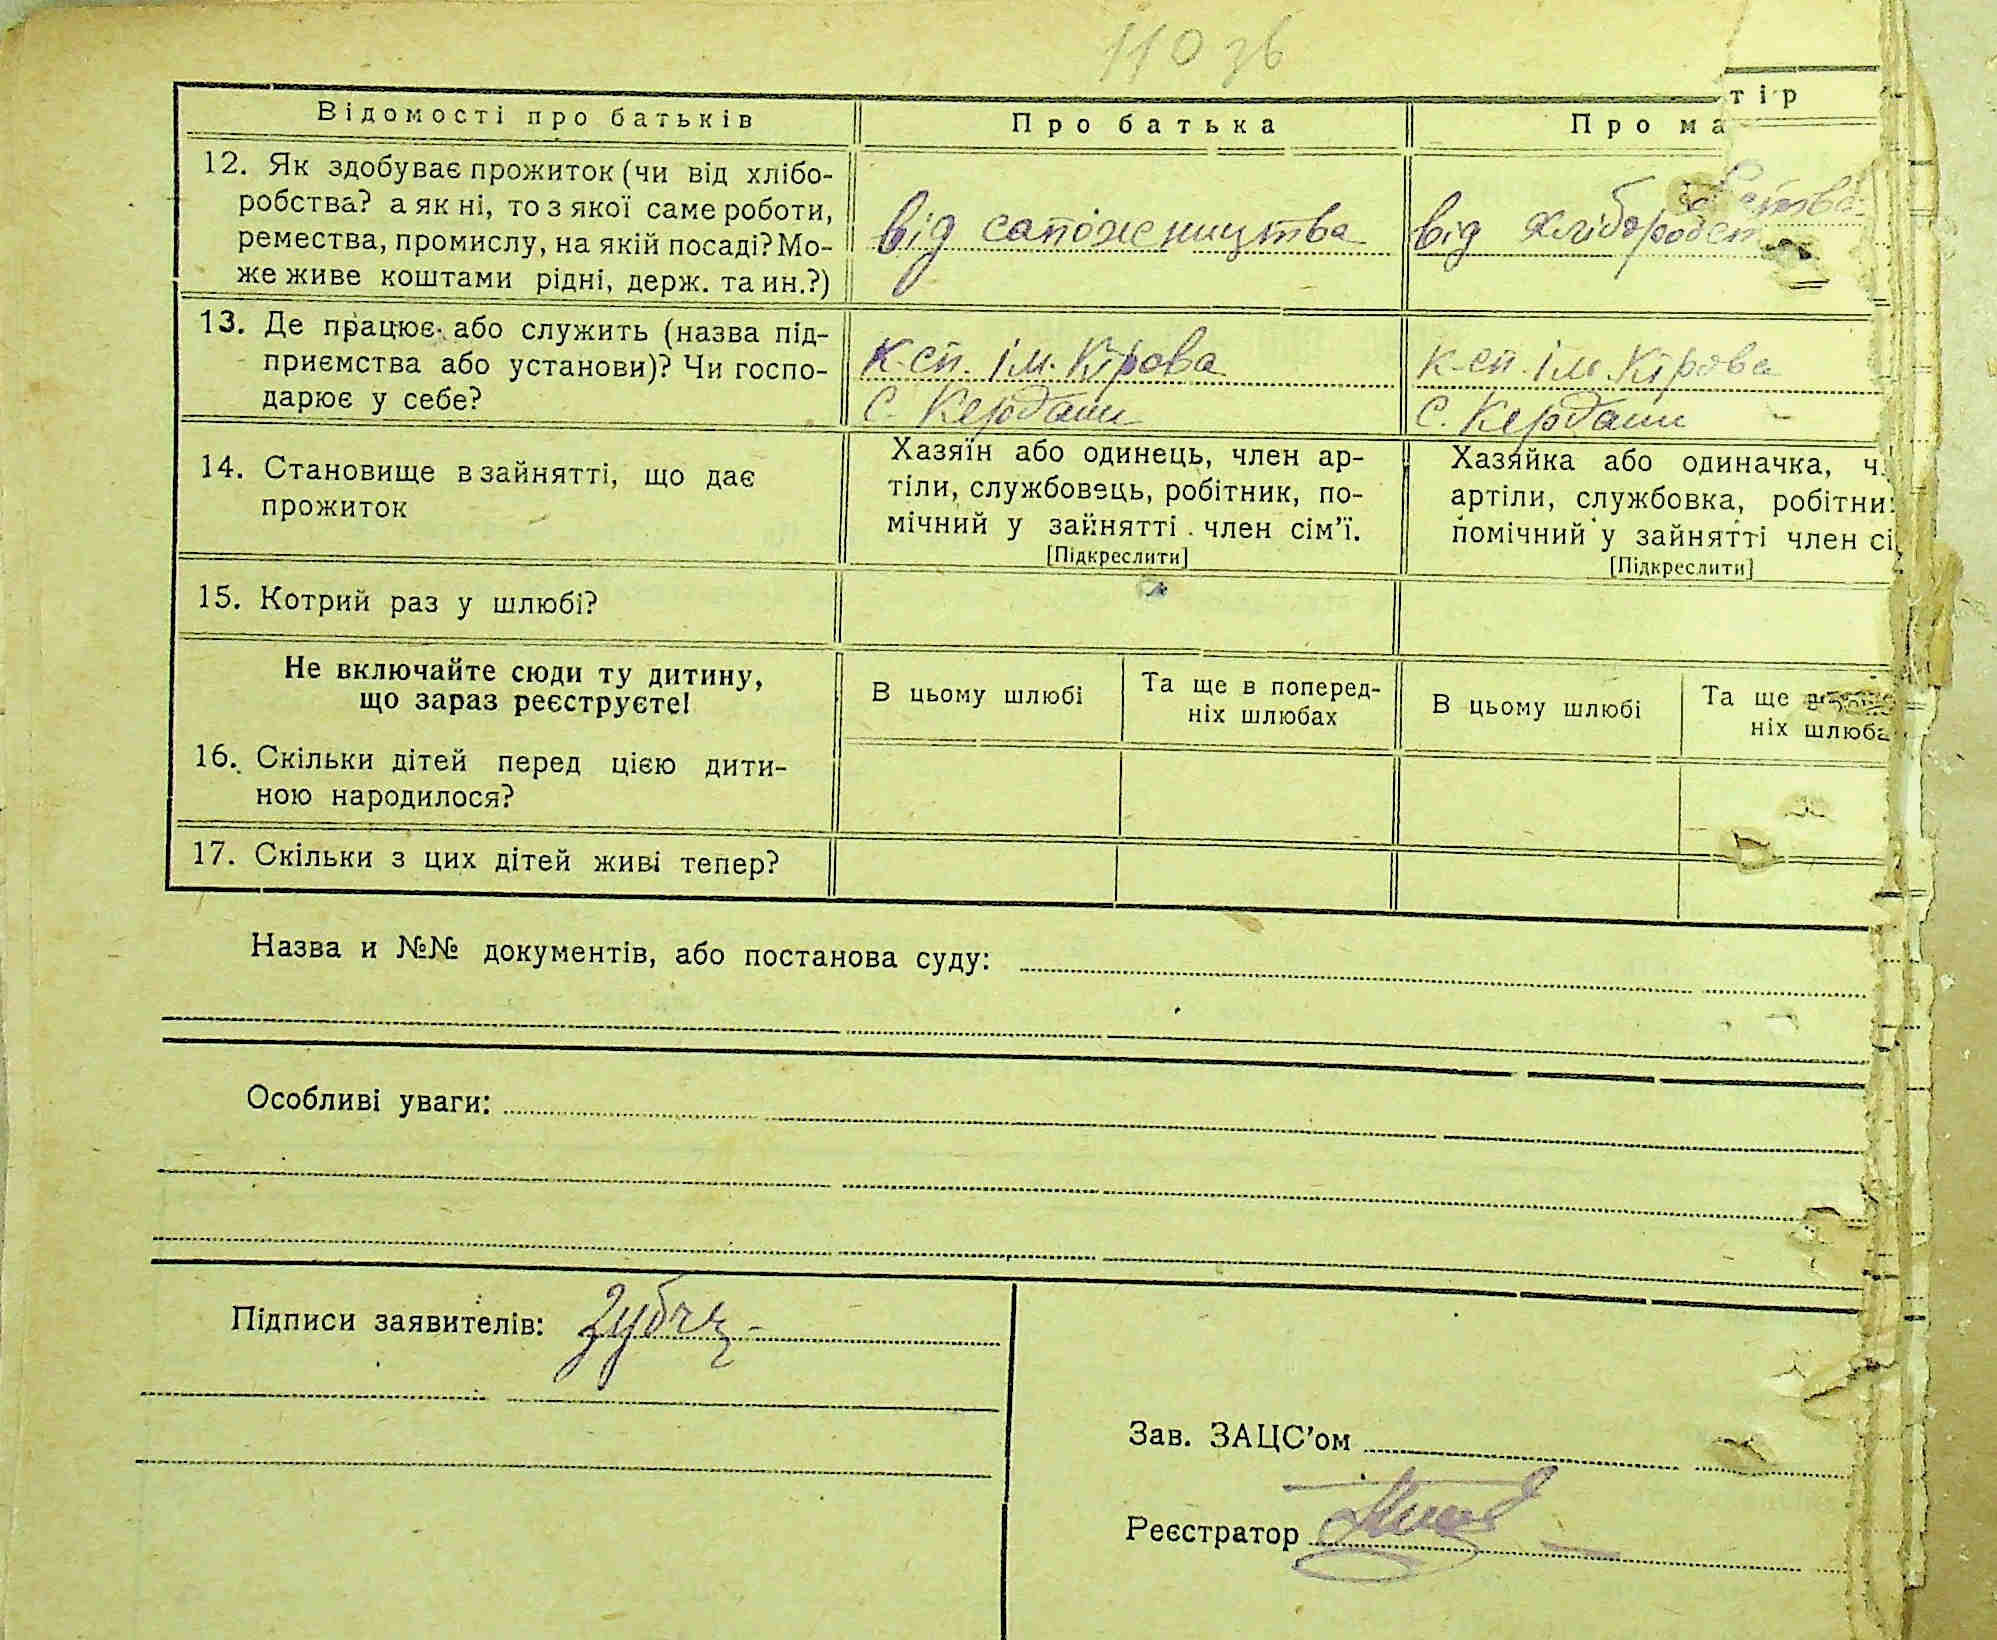 110 зв
Відомості про батьків
Про батька
Про ма тір
12. Як здобуває прожиток (чи від хлібо-
робства? а як ні, то з якої саме роботи,
ремества, промислу, на якій посаді? Мо-
же живе коштами рідні, держ. та ин.?)
від сапожництва
від хліборобства
13. Де працює або служить (назва під-
приємства або установи)? Чи госпо-
дарює у себе?
к-сп. ім. Кірова
с. Кердани
к-сп. ім. Кірова
с. Кердани
14. Становище в зайнятті, що дає
прожиток
Хазяїн або одинець, член ар-
тіли, службовець, робітник, по-
мічний у зайнятті член сім'ї.
[Підкреслити]
Хазяйка або одиначка, ч
артіли, службовка, робітни
помічний у зайнятті член сі
[Підкреслити]
15. Котрий раз у шлюбі?
Не включайте сюди ту дитину,
що зараз реєструєте!
В цьому шлюбі
Та ще в поперед-
ніх шлюбах
В цьому шлюбі
Та ще в
ніх шлюба
16. Скільки дітей перед цією дити-
ною народилося?
17. Скільки з цих дітей живі тепер?
Назва и №№ документів, або постанова суду:
Особливі уваги:
Підписи заявителів:
Зав. ЗАЦС'ом
Реєстратор